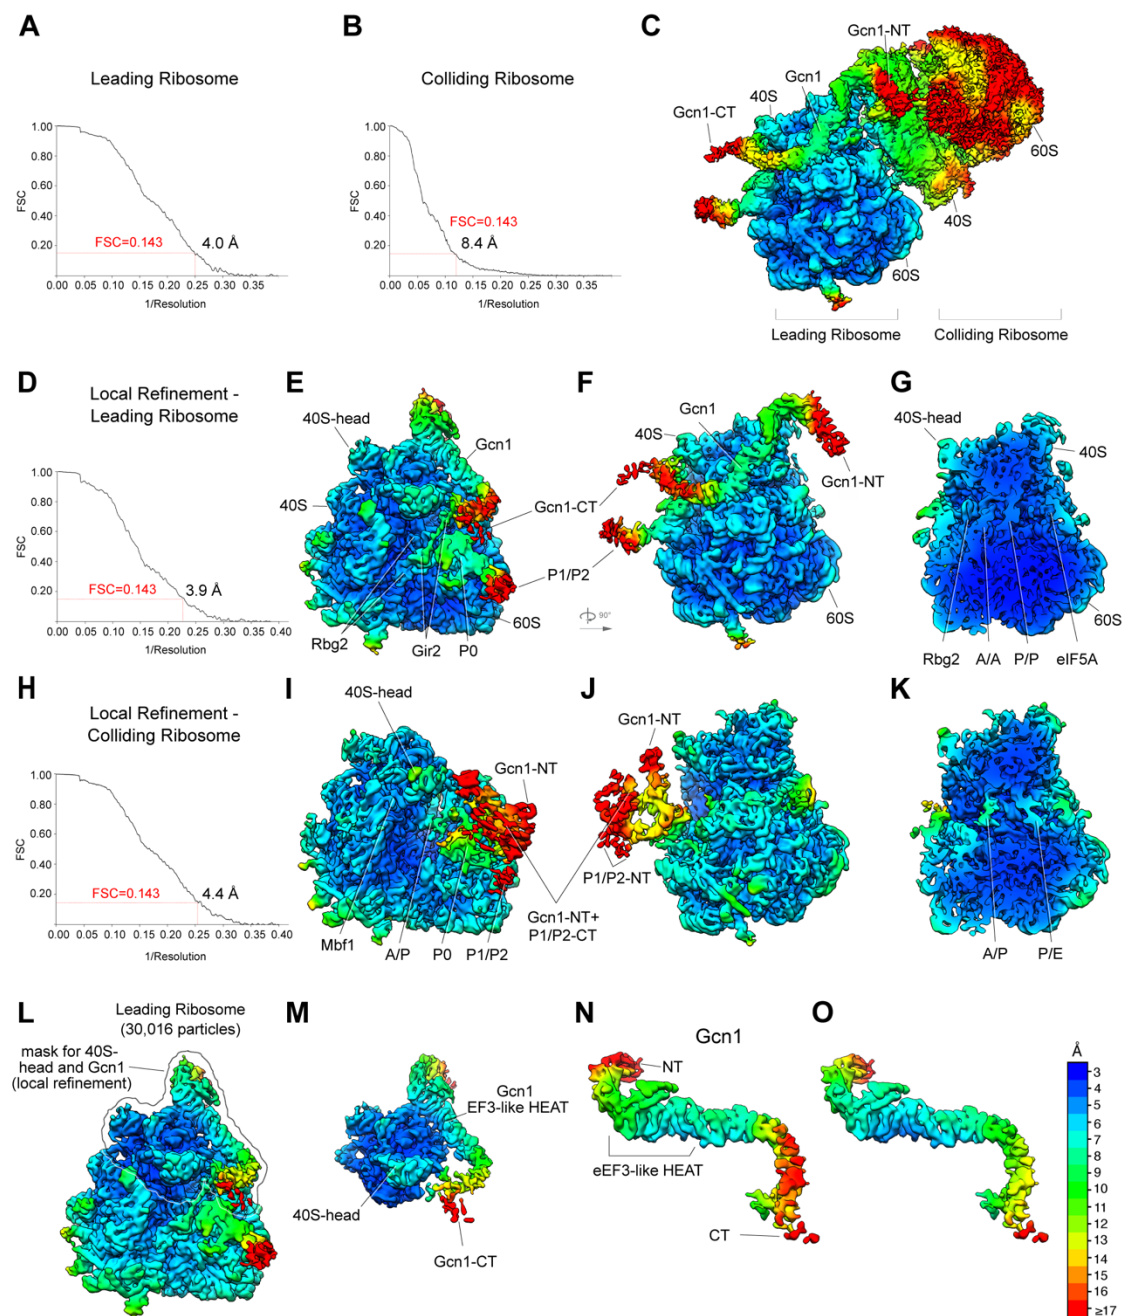 A
Leading Ribosome
1.00
0.80
0.60
FSC
0.40
0.20
FSC=0.143
4.0 Å
0.00 0.05 0.10 0.15 0.20 0.25 0.30 0.35
1/Resolution
B
Colliding Ribosome
1.00
0.80
0.60
FSC
0.40
0.20
FSC=0.143
8.4 Å
0.00 0.05 0.10 0.15 0.20 0.25 0.30 0.35
1/Resolution
C
Gcn1-NT
Gcn1
40S
Gcn1-CT
60S
40S
60S
Leading Ribosome
Colliding Ribosome
D
Local Refinement -
Leading Ribosome
1.00
0.80
0.60
FSC
0.40
0.20
FSC=0.143
3.9 Å
0.00 0.05 0.10 0.15 0.20 0.25 0.30 0.35 0.40
1/Resolution
E
40S-head
Gcn1
40S
Gcn1-CT
P1/P2
60S
Rbg2
Gir2
P0
F
Gcn1
40S
Gcn1-NT
90°
60S
G
40S-head
40S
60S
Rbg2
A/A
P/P
eIF5A
H
Local Refinement -
Colliding Ribosome
1.00
0.80
0.60
FSC
0.40
0.20
FSC=0.143
4.4 Å
0.00 0.05 0.10 0.15 0.20 0.25 0.30 0.35 0.40
1/Resolution
I
40S-head
Gcn1-NT
Mbf1
A/P
P0
P1/P2
Gcn1-NT+
P1/P2-CT
J
Gcn1-NT
P1/P2-NT
K
A/P
P/E
L
Leading Ribosome
(30,016 particles)
mask for 40S-
head and Gcn1
(local refinement)
M
Gcn1
EF3-like HEAT
40S-head
Gcn1-CT
N
Gcn1
NT
eEF3-like HEAT
CT
O
Å
3
4
5
6
7
8
9
10
11
12
13
14
15
16
≥17